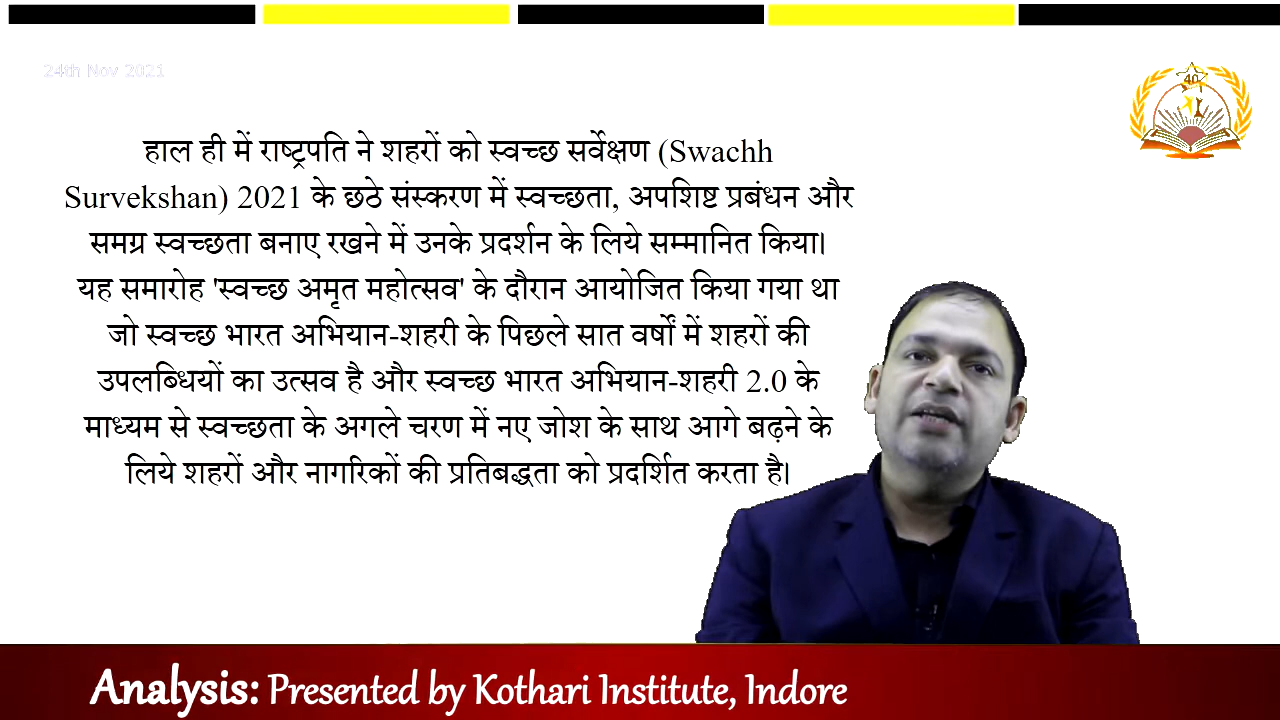 24th Nov 2021
40
हाल ही में राष्ट्रपति ने शहरों को स्वच्छ सर्वेक्षण (Swachh
Survekshan) 2021 के छठे संस्करण में स्वच्छता, अपशिष्ट प्रबंधन और
समग्र स्वच्छता बनाए रखने में उनके प्रदर्शन के लिये सम्मानित किया।
यह समारोह 'स्वच्छ अमृत महोत्सव' के दौरान आयोजित किया गया था
जो स्वच्छ भारत अभियान-शहरी के पिछले सात वर्षों में शहरों की
उपलब्धियों का उत्सव है और स्वच्छ भारत अभियान-शहरी 2.0 के
माध्यम से स्वच्छता के अगले चरण में नए जोश के साथ आगे बढ़ने के
लिये शहरों और नागरिकों की प्रतिबद्धता को प्रदर्शित करता है।
Analysis: Presented by Kothari Institute, Indore